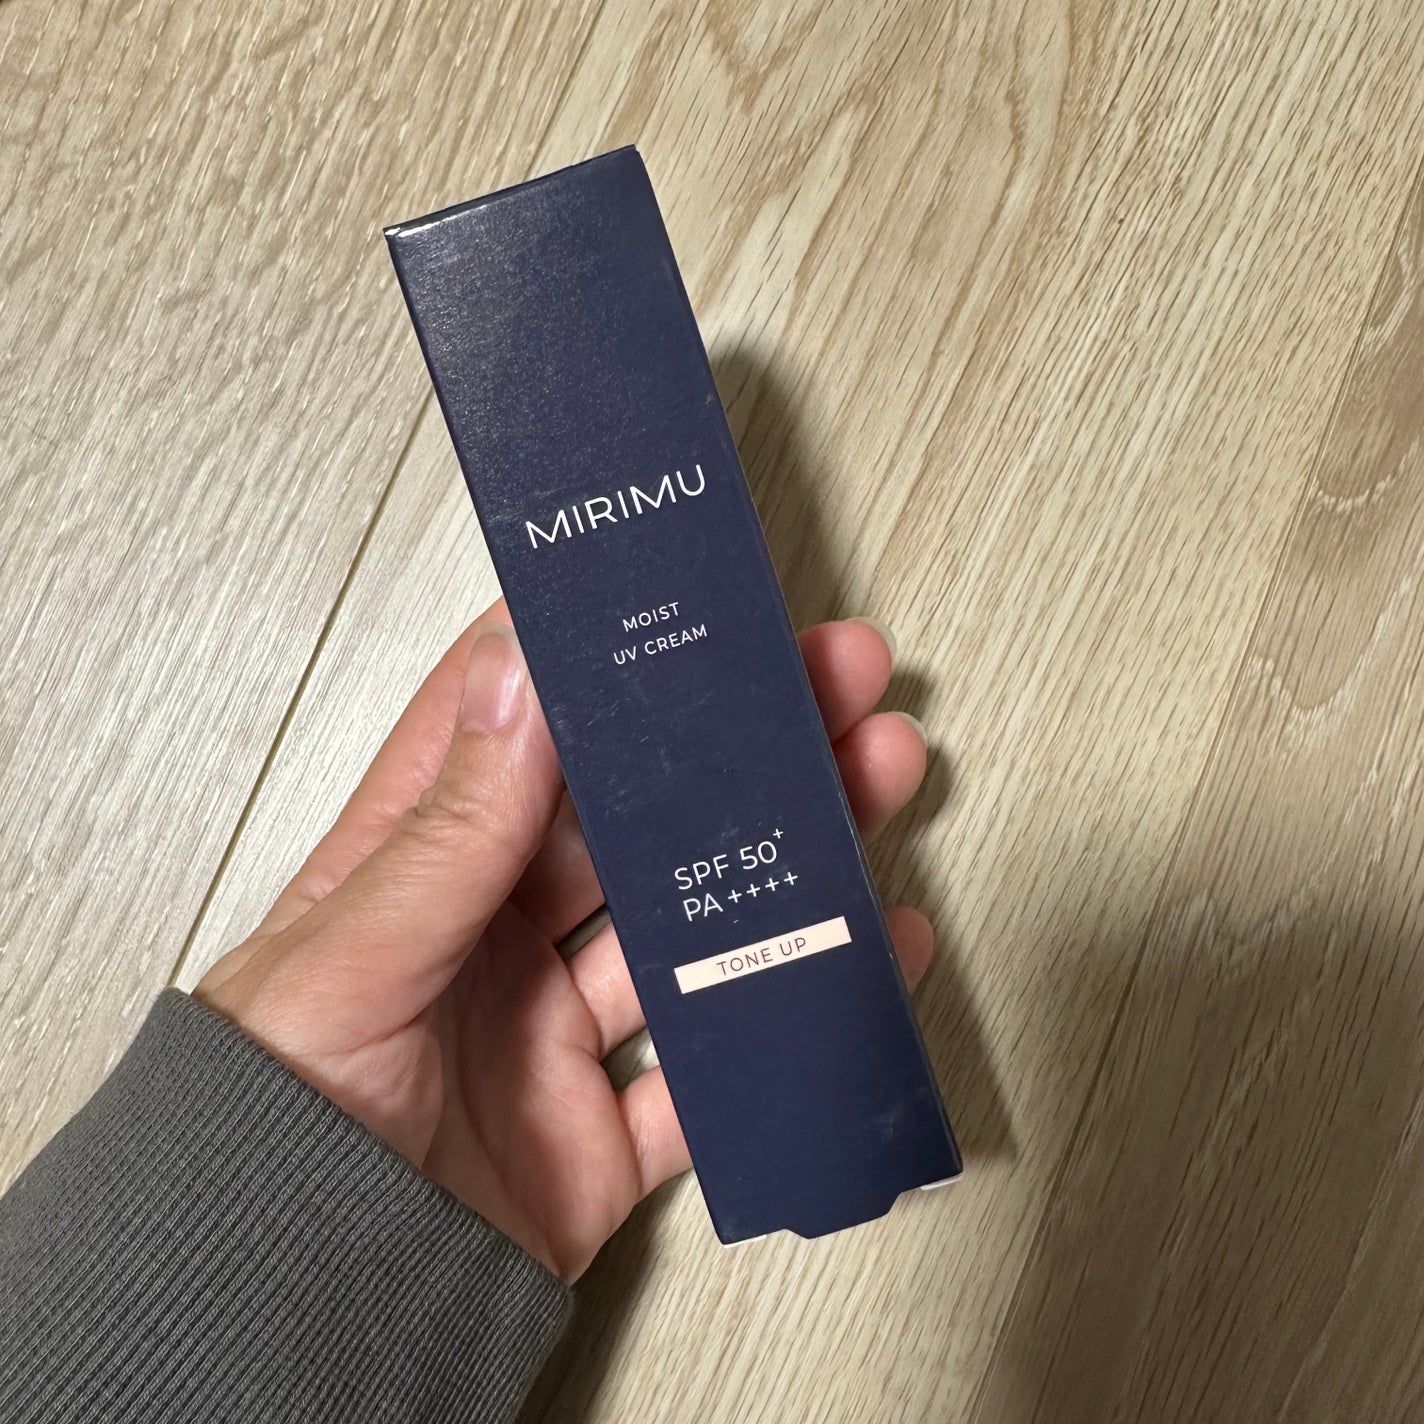 MIRIMU
MOIST
UV CREAM
SPF 50+
PA ++++
TONE UP